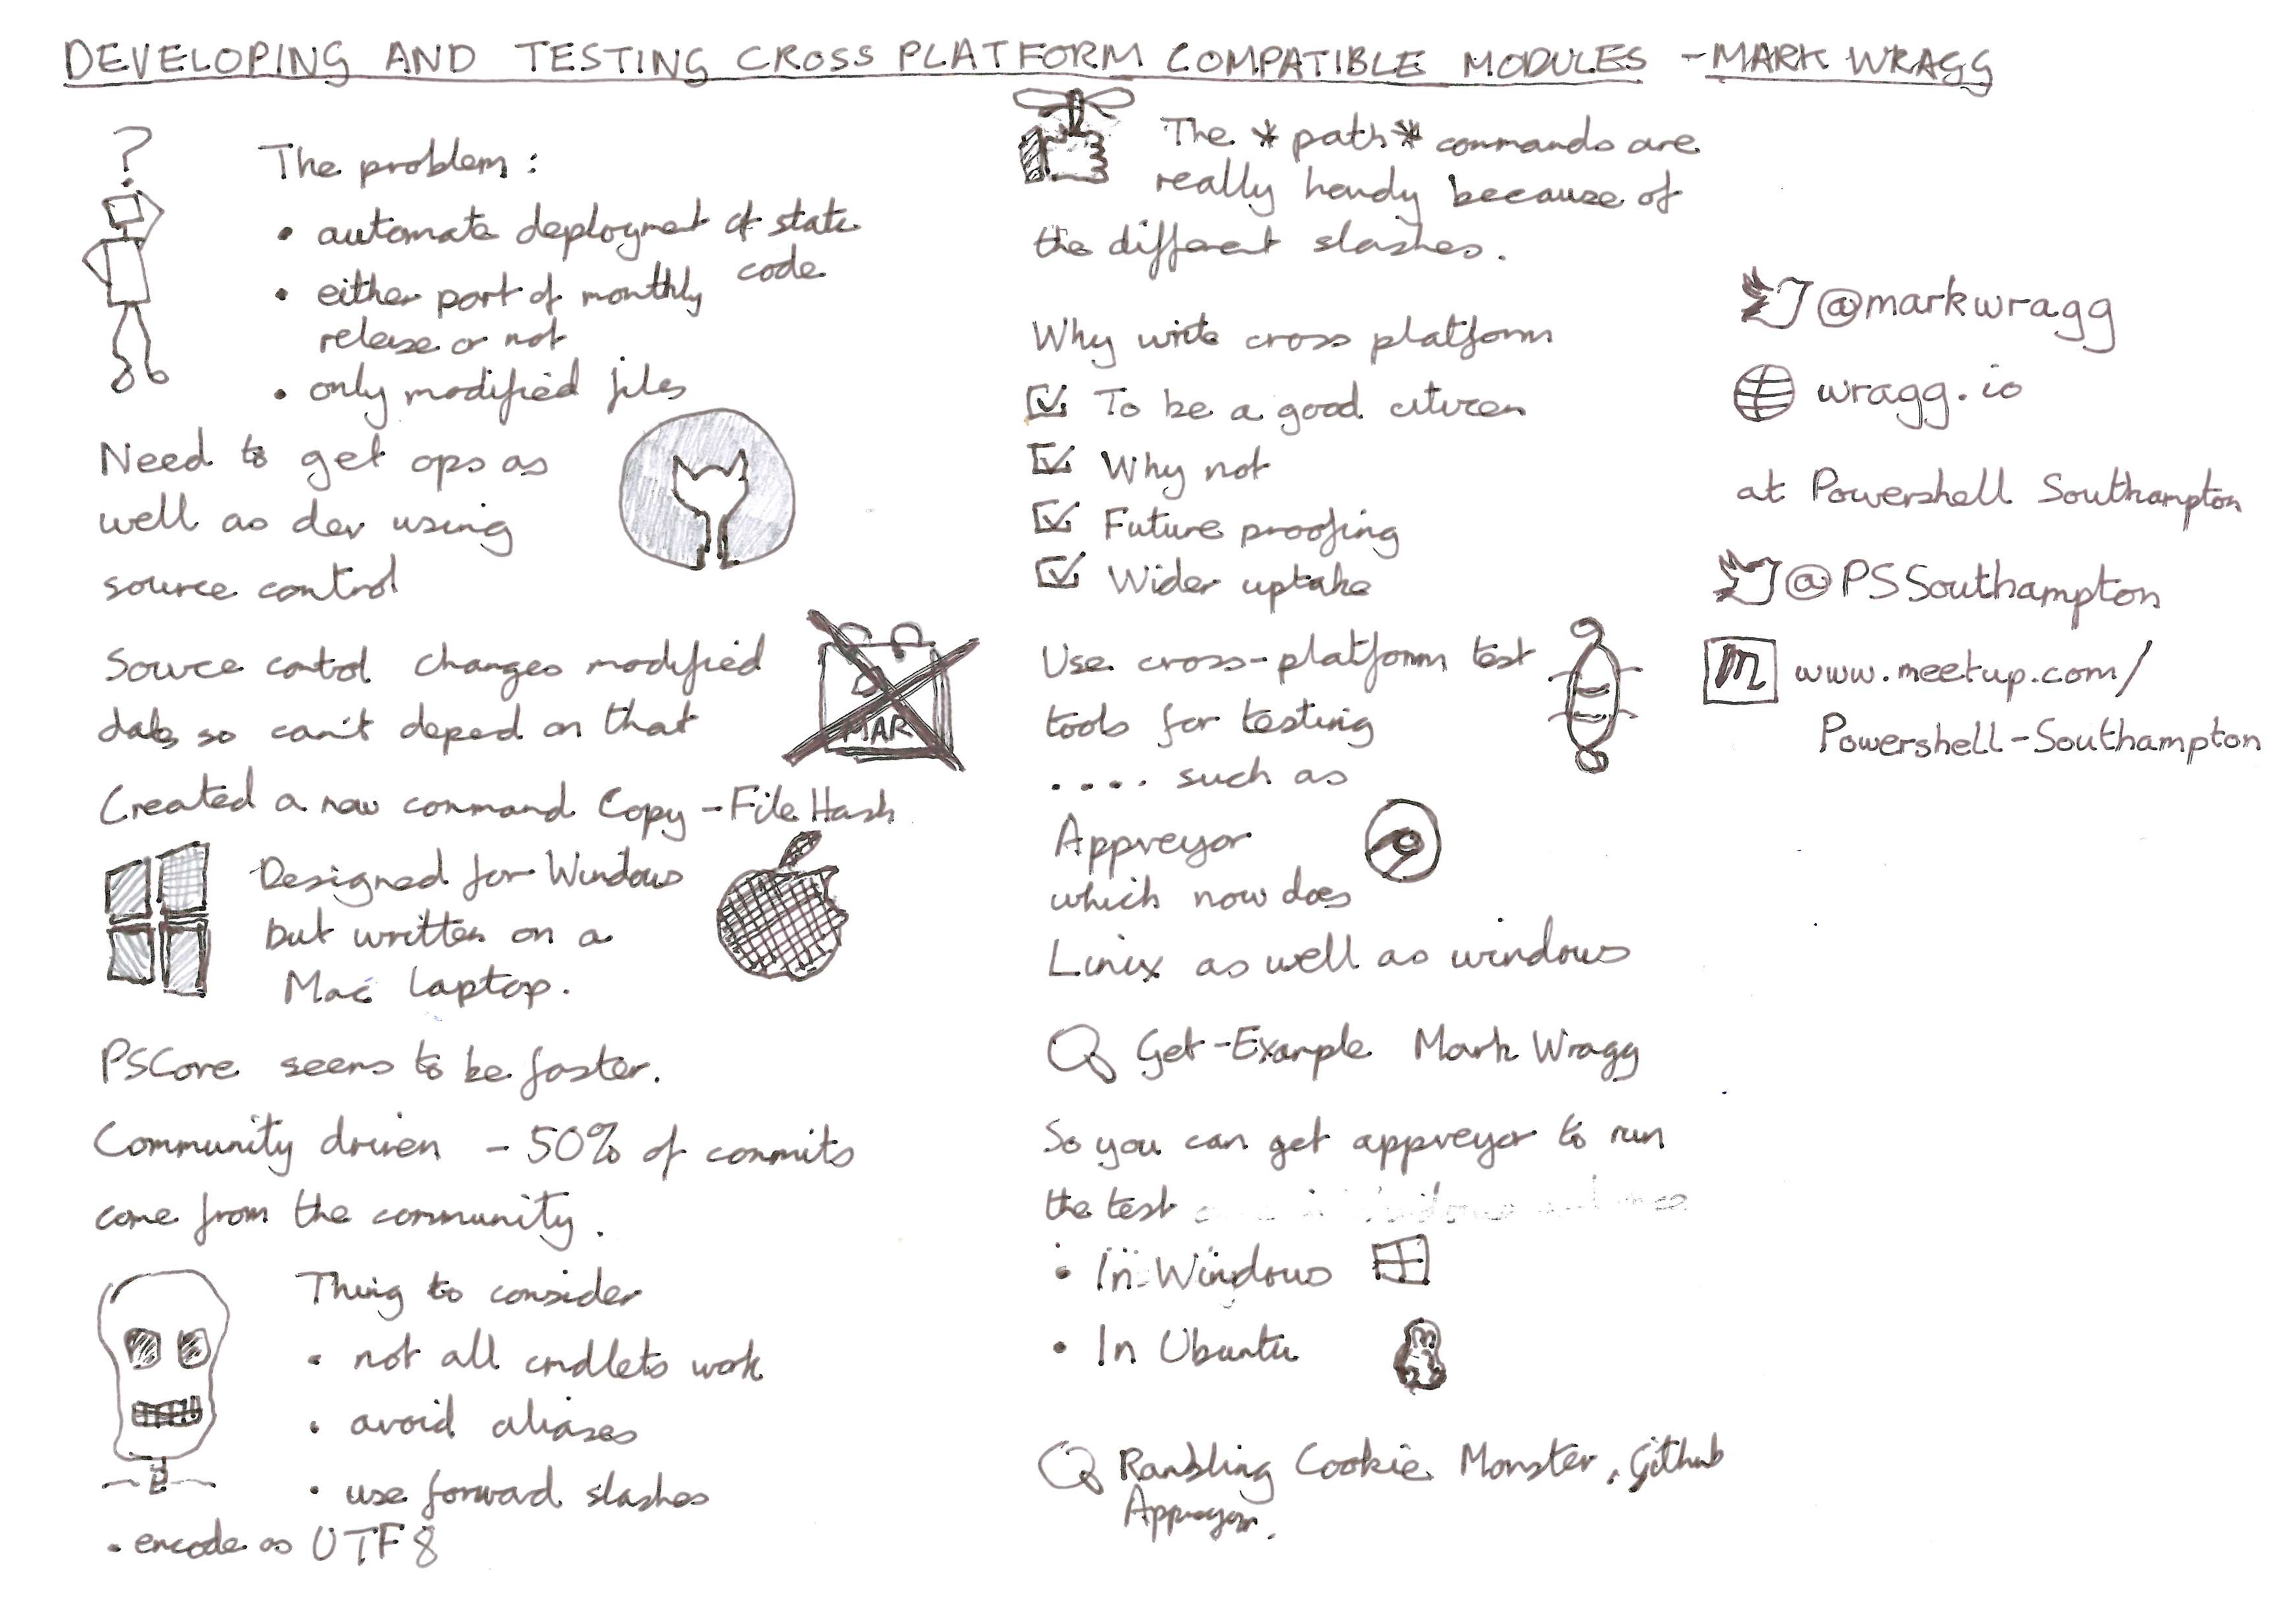 DEVELOPING AND TESTING CROSS PLATFORM COMPATIBLE MODULES - MARK WRAGG
?
The problem:
• automate deployment of state
code
• either part of monthly
release or not
• only modified files
Need to get ops as
well as dev using
source control
Source control changes modified
date, so can't depend on that
MAR
Created a new command Copy-FileHash
Designed for Windows
but written on a
Mac laptop.
PSCore seems to be faster.
Community driven - 50% of commits
come from the community.
Thing to consider
• not all cmdlets work
• avoid aliases
• use forward slashes
• encode as UTF8
The *path* commands are
really handy because of
the different slashes.
Why write cross platform
To be a good citizen
Why not
Future proofing
Wider uptake
Use cross-platform test
tools for testing
.... such as
Appveyor
which now does
Linix as well as windows
Get-Example Mark Wragg
So you can get appveyor to run
the test
• In Windows
• In Ubuntu
Rambling Cookie Monster, Github
Appveyor.
@markwragg
wragg.io
at Powershell Southampton
@PSSouthampton
m www.meetup.com/
Powershell-Southampton